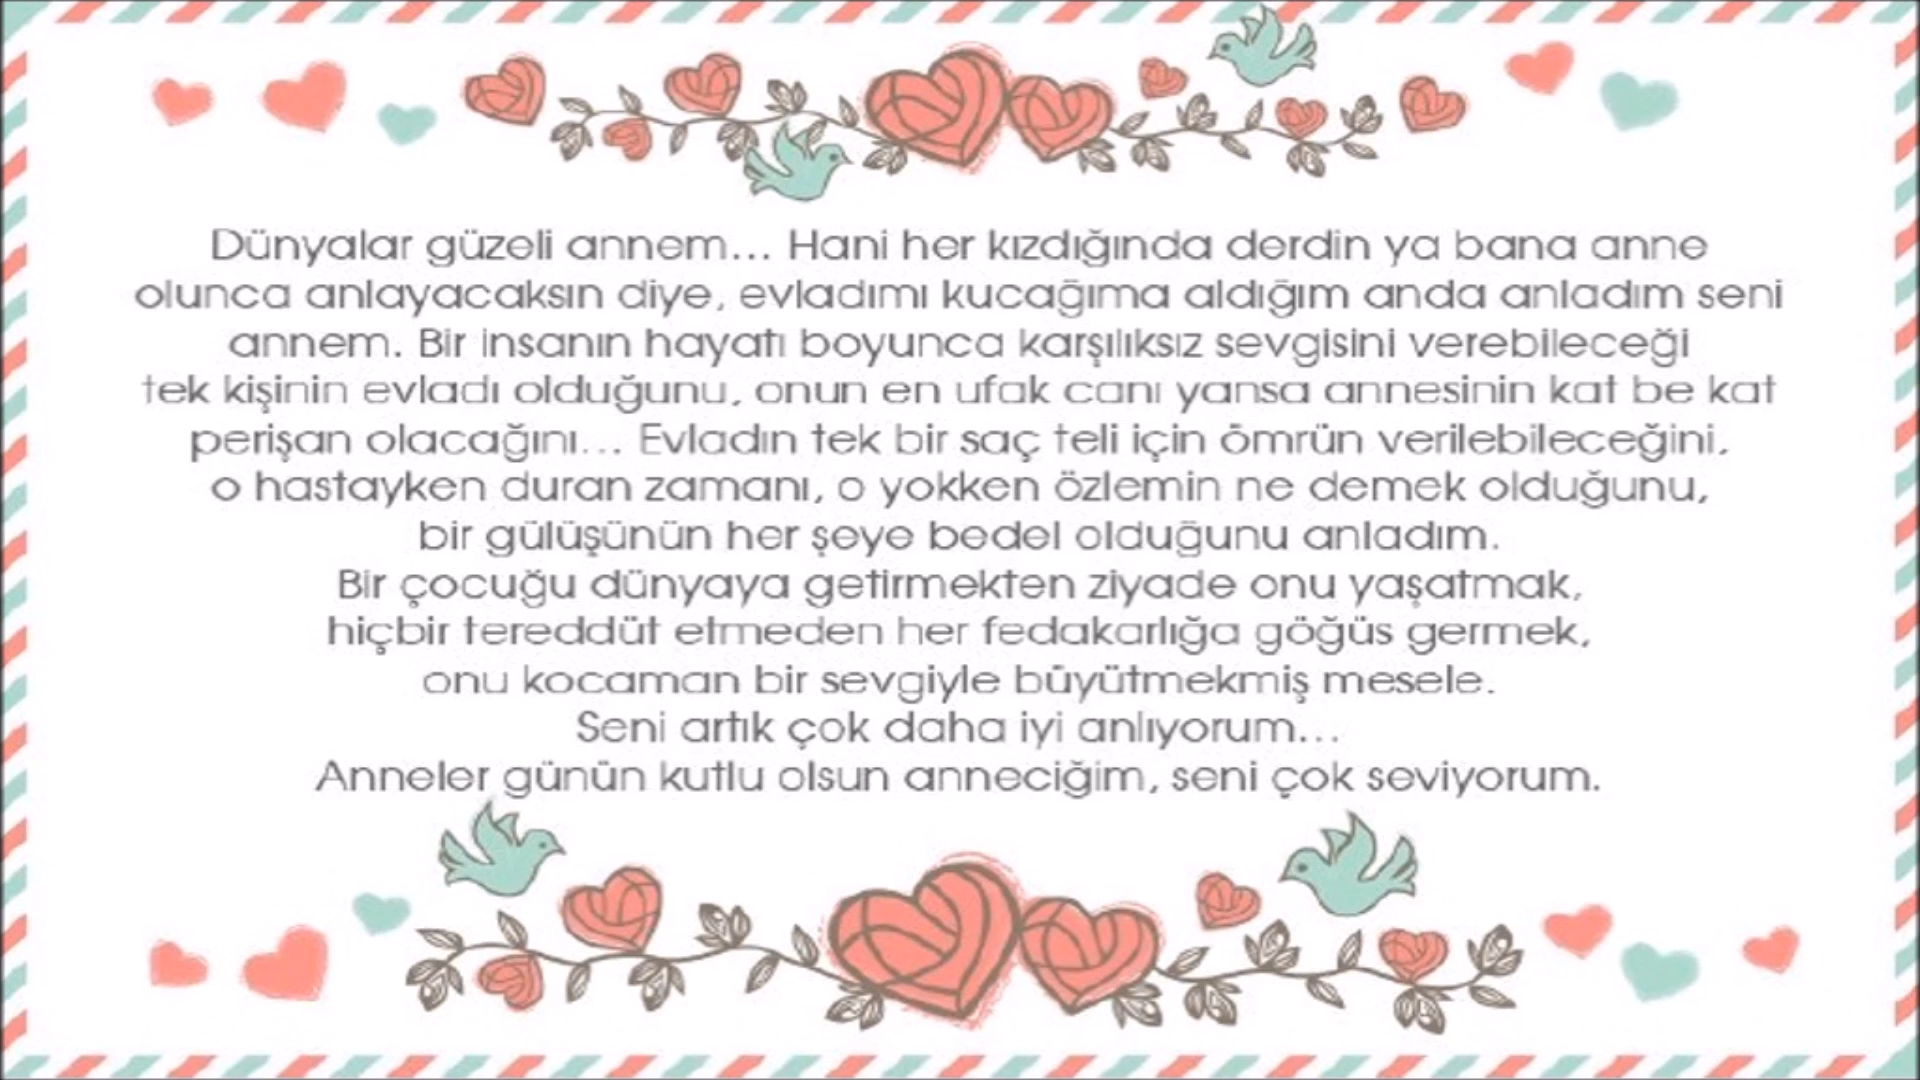 Dünyalar güzeli annem... Hani her kızdığında derdin ya bana anne
olunca anlayacaksın diye, evladımı kucağıma aldığım anda anladım seni
annem. Bir insanın hayatı boyunca karşılıksız sevgisini verebileceği
tek kişinin evladı olduğunu, onun en ufak canı yansa annesinin kat be kat
perişan olacağını... Evladın tek bir saç teli için ömrün verilebileceğini,
o hastayken duran zamanı, o yokken özlemin ne demek olduğunu,
bir gülüşünün her şeye bedel olduğunu anladım.
Bir çocuğu dünyaya getirmekten ziyade onu yaşatmak,
hiçbir tereddüt etmeden her fedakarlığa göğüs germek,
onu kocaman bir sevgiyle büyütmekmiş mesele.
Seni artık çok daha iyi anlıyorum...
Anneler günün kutlu olsun anneciğim, seni çok seviyorum.